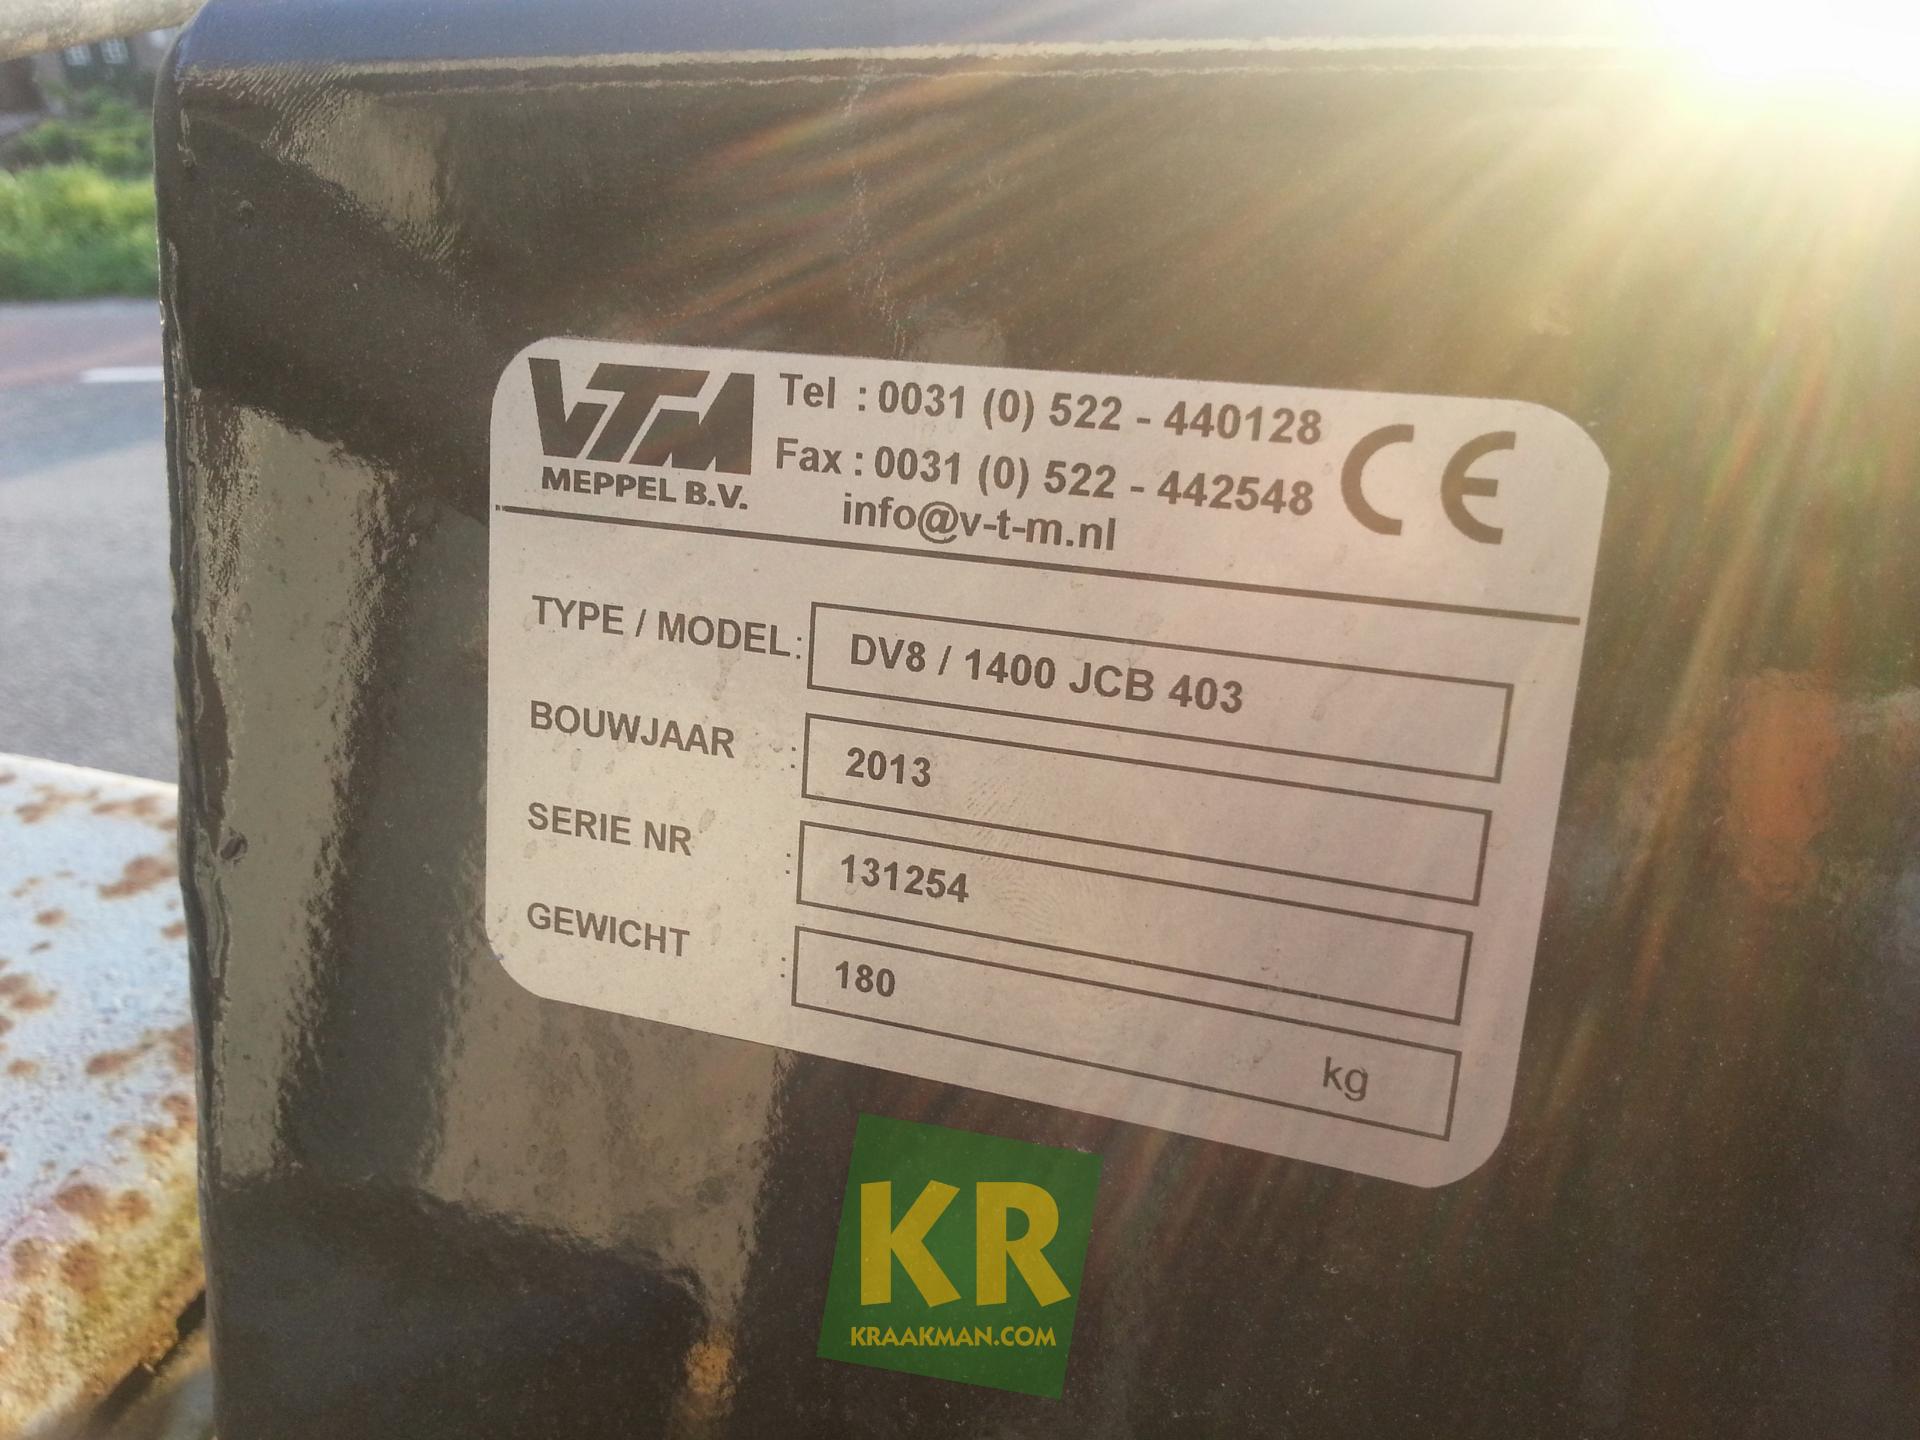 VTM
MEPPEL B.V.
Tel : 0031 (0) 522 - 440128
Fax : 0031 (0) 522 - 442548
info@v-t-m.nl
CE
TYPE / MODEL : DV8 / 1400 JCB 403
BOUWJAAR : 2013
SERIE NR : 131254
GEWICHT : 180 kg
KR
KRAAKMAN.COM